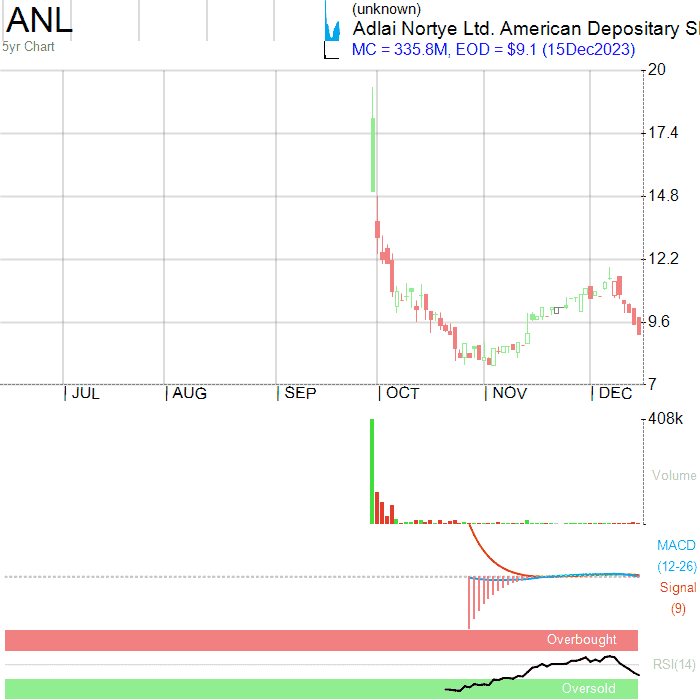 ANL
5yr Chart
(unknown)
Adlai Nortye Ltd. American Depositary S
MC = 335.8M, EOD = $9.1 (15Dec2023)
20
17.4
14.8
12.2
9.6
7
JUL AUG SEP OCT NOV DEC
408k
Volume
MACD
(12-26)
Signal
(9)
Overbought
RSI(14)
Oversold